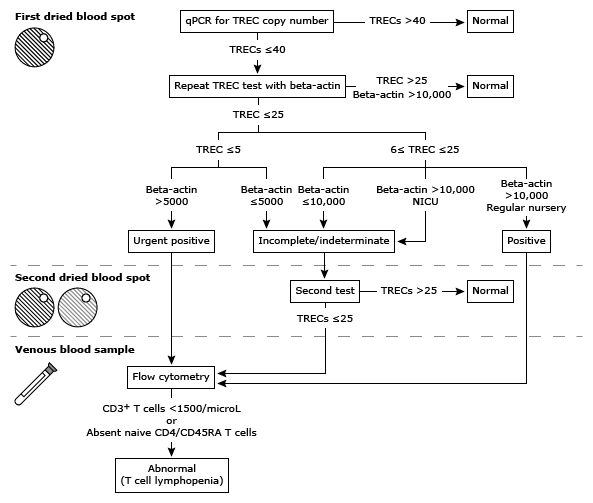 First dried blood spot
qPCR for TREC copy number
TRECs >40
Normal
TRECs ≤40
Repeat TREC test with beta-actin
TREC >25
Beta-actin >10,000
Normal
TREC ≤25
TREC ≤5
6≤ TREC ≤25
Beta-actin
>5000
Beta-actin
≤5000
Beta-actin
≤10,000
Beta-actin >10,000
NICU
Beta-actin
>10,000
Regular nursery
Urgent positive
Incomplete/indeterminate
Positive
Second dried blood spot
Second test
TRECs >25
Normal
TRECs ≤25
Venous blood sample
Flow cytometry
CD3+ T cells <1500/microL
or
Absent naive CD4/CD45RA T cells
Abnormal
(T cell lymphopenia)